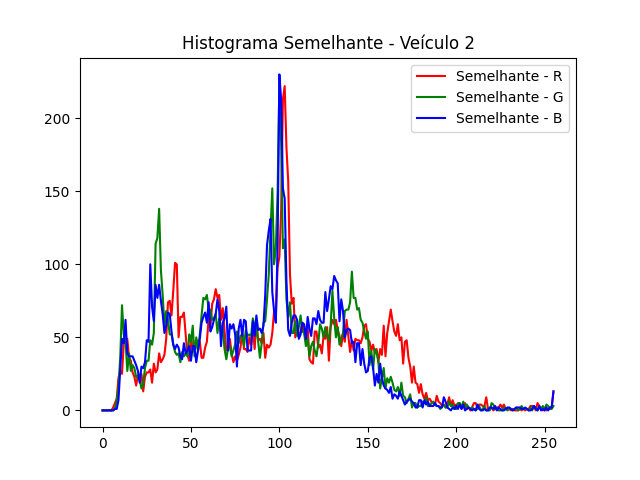 Histograma Semelhante - Veículo 2
Semelhante - R
Semelhante - G
Semelhante - B
200
150
100
50
0
0 50 100 150 200 250